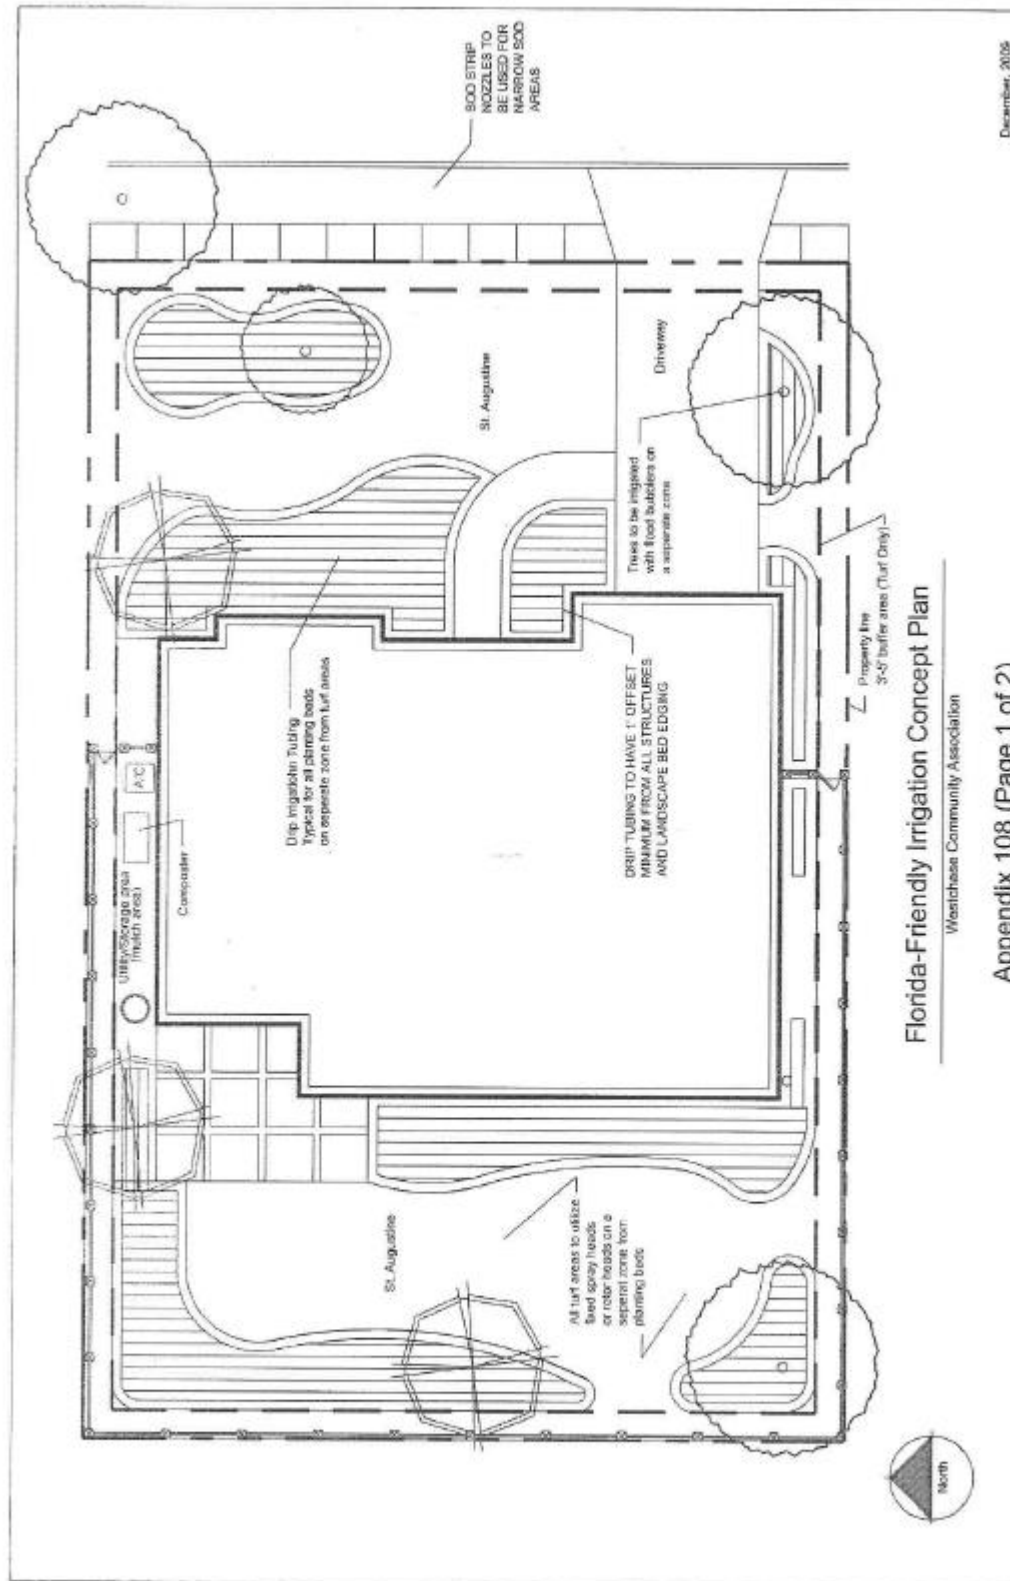 SOD STRIP
NOZZLES TO
BE USED FOR
NARROW SOD
AREAS
St. Augustine
Driveway
Trees to be irrigated
with flood bubblers on
a seperate zone
Drip Irrigatiohn Tubing
Typical for all planting beds
on seperate zone from turf areas
DRIP TUBING TO HAVE 1' OFFSET
MINIMUM FROM ALL STRUCTURES
AND LANDSCAPE BED EDGING
A/C
Composter
Utility/Storage area
(mulch area)
St. Augustine
All turf areas to utilize
fixed spray heads
or rotor heads on a
seperat zone from
planting beds
Property line
3'-5' buffer area (Turf Only)
North
Florida-Friendly Irrigation Concept Plan
Westchase Community Association
Appendix 108 (Page 1 of 2)
December, 2009